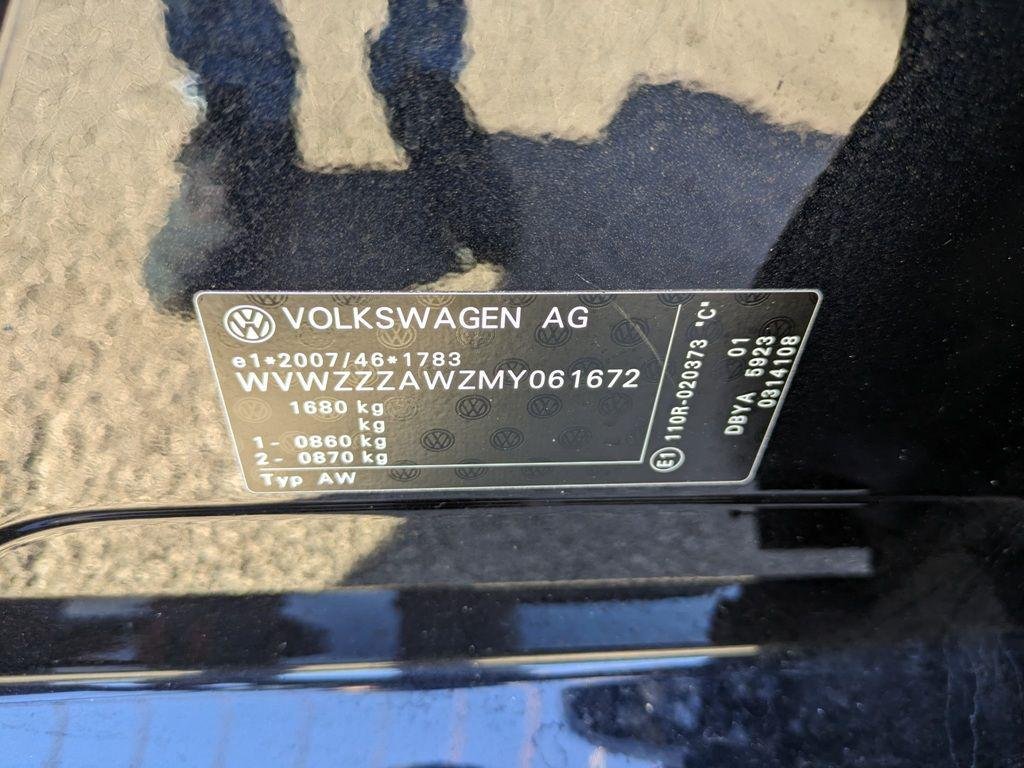 VOLKSWAGEN AG
e1*2007/46*1783
WVWZZZAWZMY061672
1680 kg
kg
1- 0860 kg
2- 0870 kg
Typ AW
E1 110R-020373 "C"
DBYA 01
5923
0314108